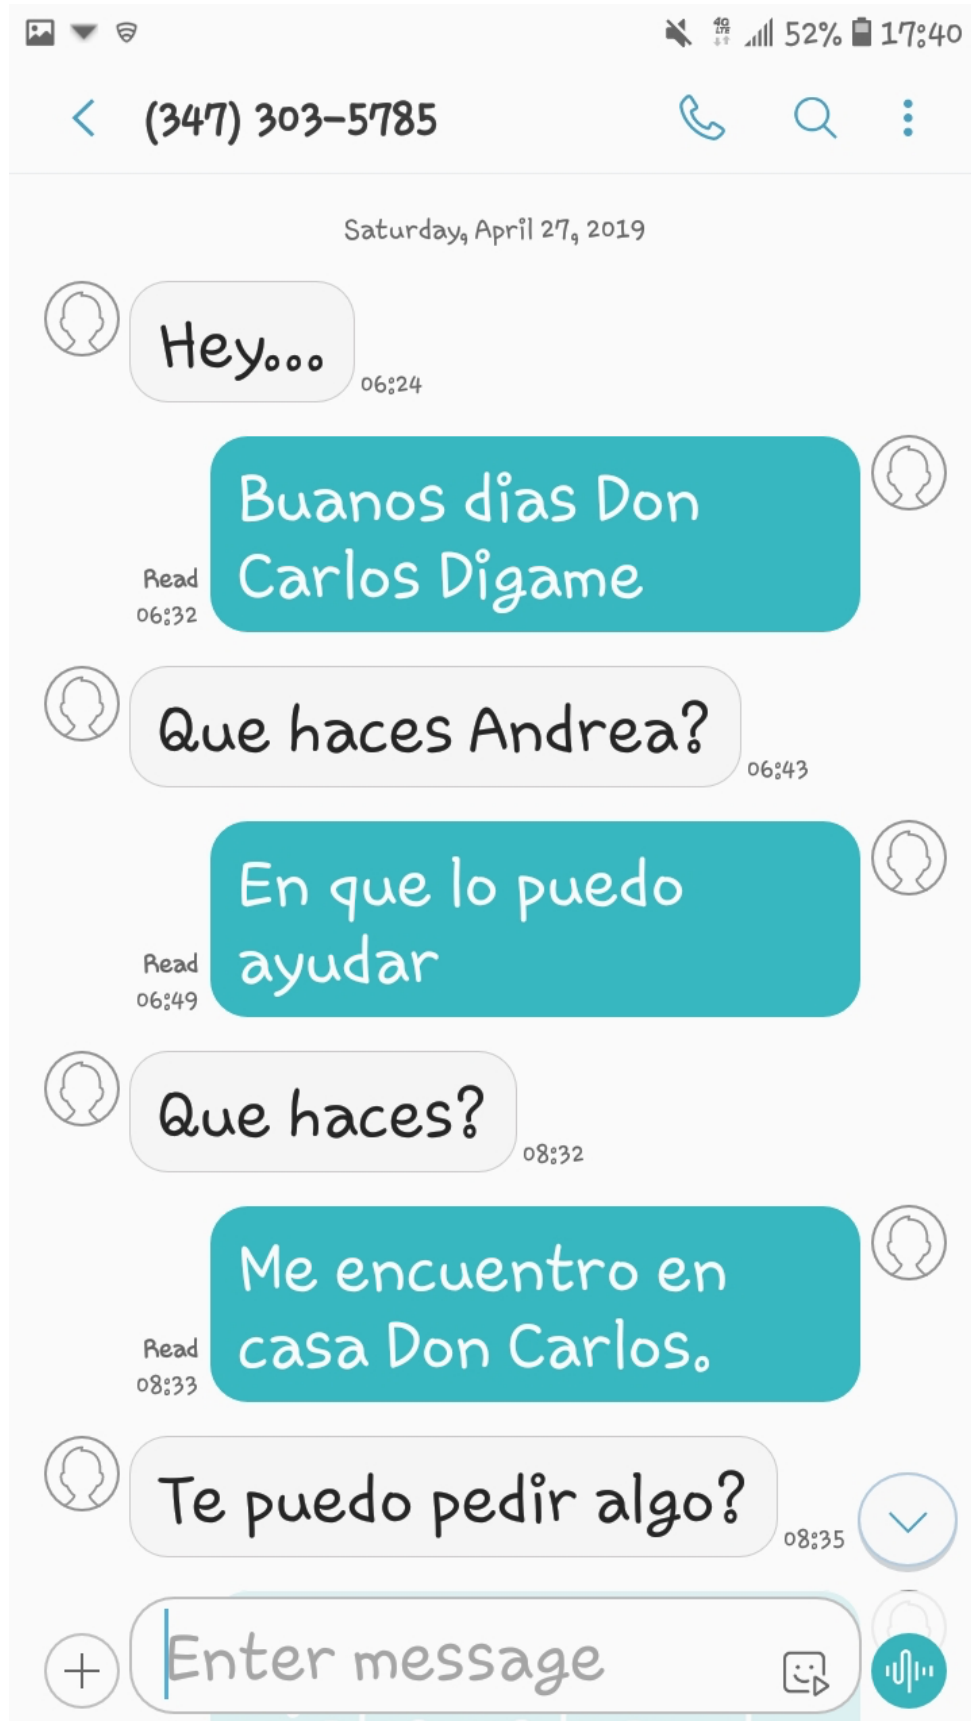 4G
LTE
52%
17:40
(347) 303-5785
Saturday, April 27, 2019
Hey...
06:24
Buanos dias Don
Carlos Digame
Read
06:32
Que haces Andrea?
06:43
En que lo puedo
ayudar
Read
06:49
Que haces?
08:32
Me encuentro en
casa Don Carlos.
Read
08:33
Te puedo pedir algo?
08:35
Enter message